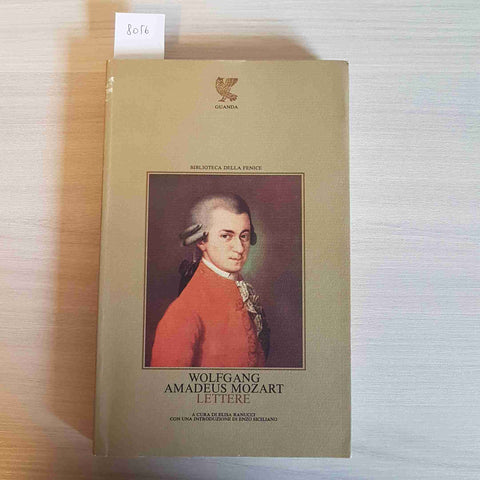 8056
GUANDA
BIBLIOTECA DELLA FENICE
WOLFGANG
AMADEUS MOZART
LETTERE
A CURA DI ELISA RANUCCI
CON UNA INTRODUZIONE DI ENZO SICILIANO